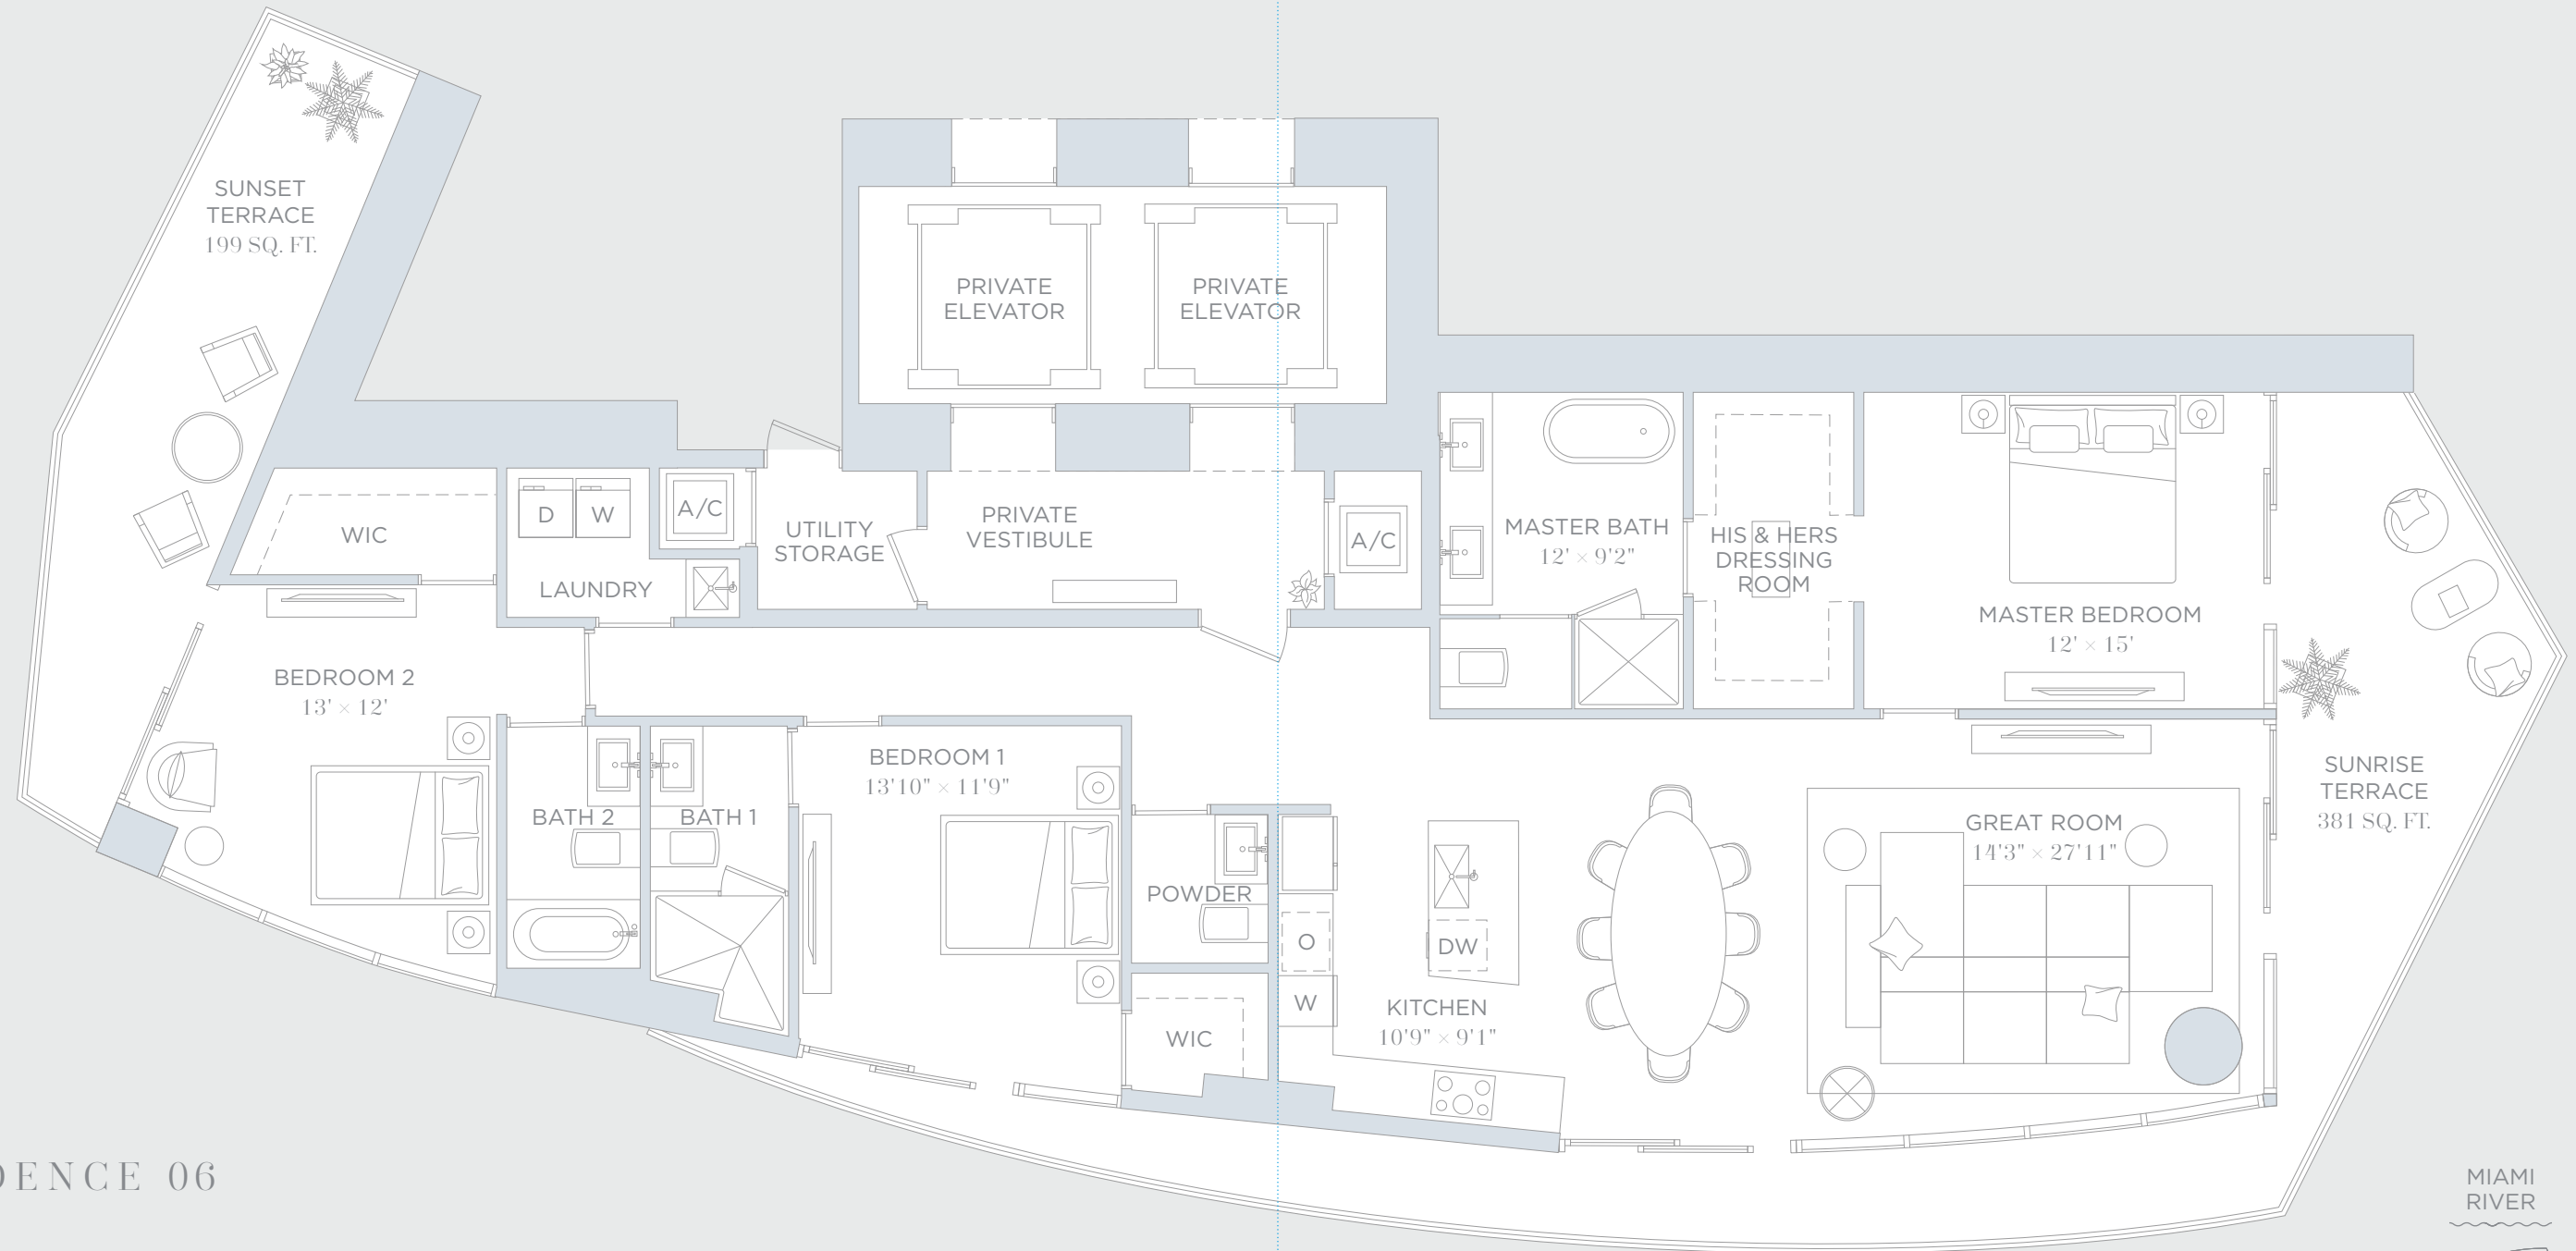 SUNSET
TERRACE
199 SQ. FT.
PRIVATE
ELEVATOR
PRIVATE
ELEVATOR
WIC
D
W
A/C
LAUNDRY
UTILITY
STORAGE
PRIVATE
VESTIBULE
A/C
MASTER BATH
12' × 9'2"
HIS & HERS
DRESSING
ROOM
MASTER BEDROOM
12' × 15'
BEDROOM 2
13' × 12'
BATH 2
BATH 1
BEDROOM 1
13'10" × 11'9"
POWDER
WIC
O
W
DW
KITCHEN
10'9" × 9'1"
GREAT ROOM
14'3" × 27'11"
SUNRISE
TERRACE
381 SQ. FT.
DENCE 06
MIAMI
RIVER